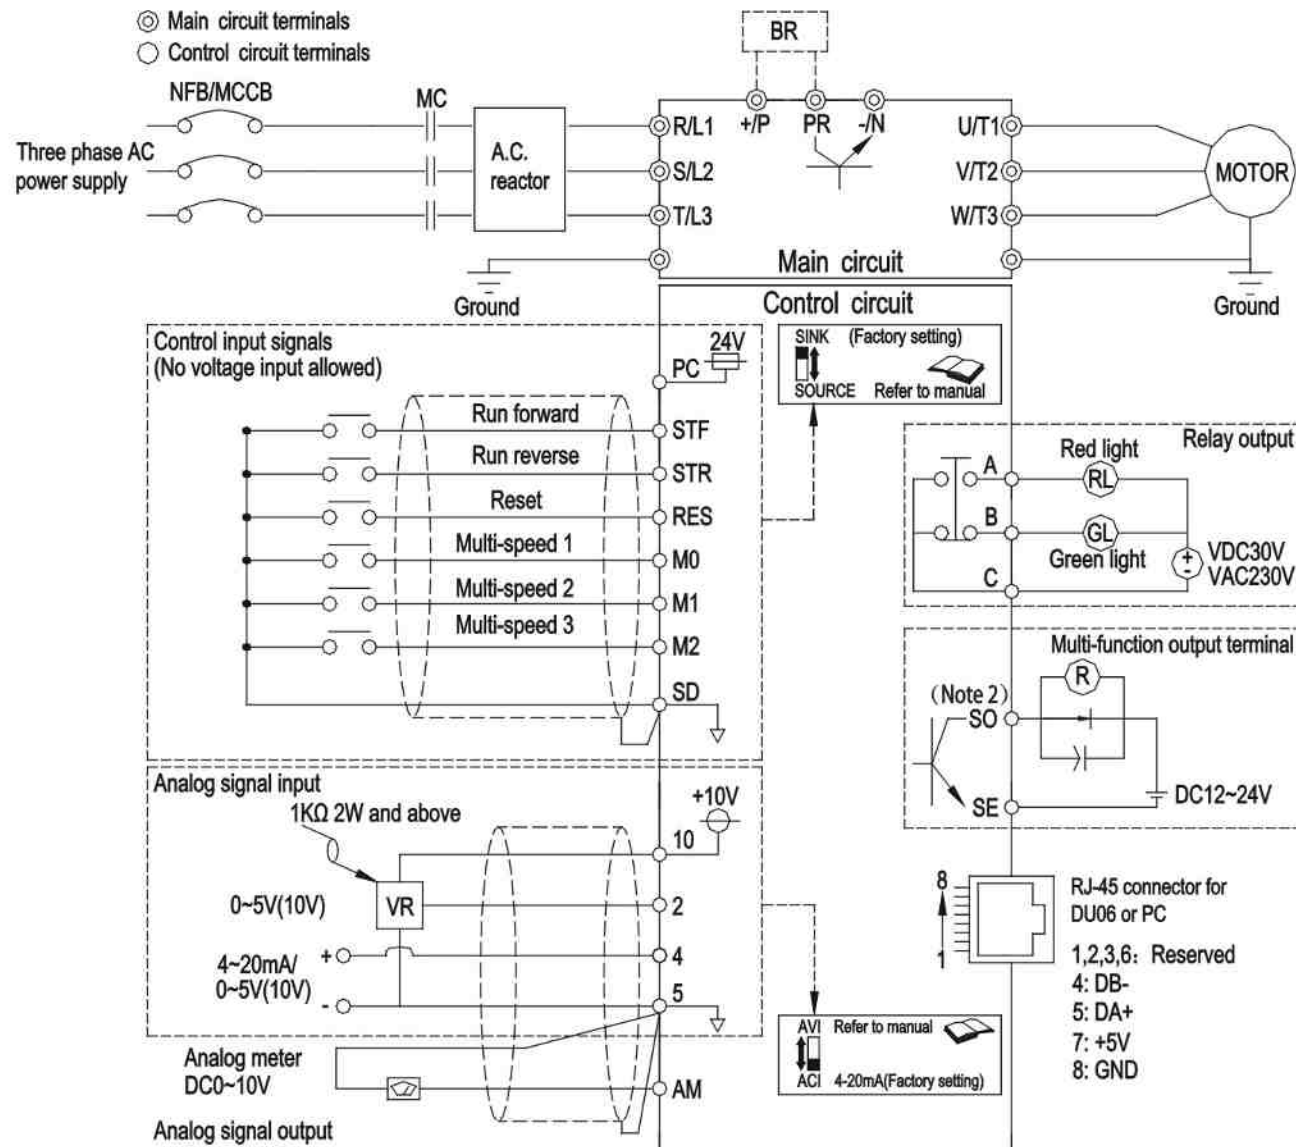 Main circuit terminals
Control circuit terminals
BR
NFB/MCCB
MC
Three phase AC
power supply
A.C.
reactor
R/L1
S/L2
T/L3
+/P
PR
-/N
U/T1
V/T2
W/T3
MOTOR
Ground
Main circuit
Ground
Control circuit
Control input signals
(No voltage input allowed)
24V
PC
SINK (Factory setting)
SOURCE Refer to manual
Run forward
STF
Run reverse
STR
Reset
RES
Multi-speed 1
M0
Multi-speed 2
M1
Multi-speed 3
M2
SD
Relay output
Red light
A
RL
B
GL
Green light
C
+
-
VDC30V
VAC230V
Multi-function output terminal
R
(Note 2)
SO
SE
DC12~24V
Analog signal input
1KΩ 2W and above
+10V
10
0~5V(10V)
VR
2
4~20mA/
0~5V(10V)
+
4
-
5
8
1
RJ-45 connector for
DU06 or PC
1,2,3,6: Reserved
4: DB-
5: DA+
7: +5V
8: GND
AVI Refer to manual
ACI 4-20mA(Factory setting)
Analog meter
DC0~10V
AM
Analog signal output